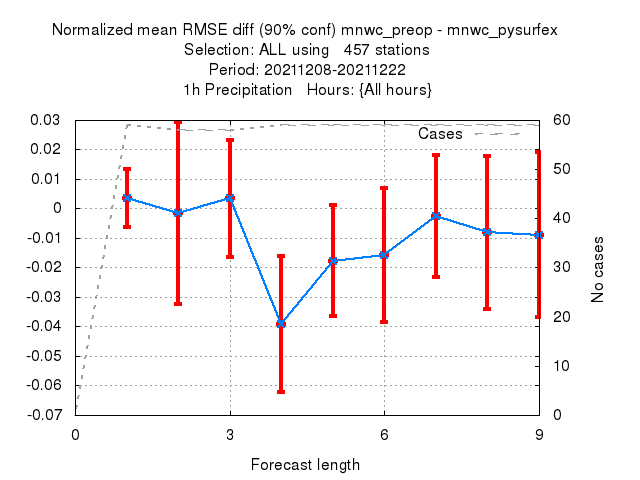 Normalized mean RMSE diff (90% conf) mnwc_preop - mnwc_pysurfex
Selection: ALL using   457 stations
Period: 20211208-20211222
1h Precipitation   Hours: {All hours}
Cases
0.03
0.02
0.01
0
-0.01
-0.02
-0.03
-0.04
-0.05
-0.06
-0.07
60
50
40
30
20
10
0
No cases
0 3 6 9
Forecast length